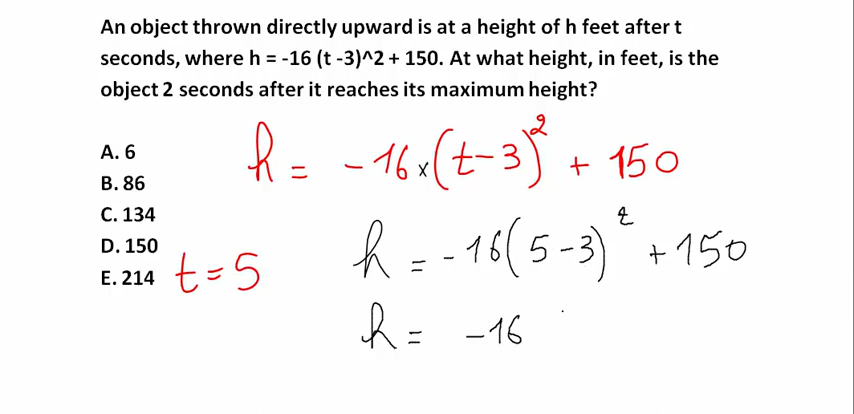 An object thrown directly upward is at a height of h feet after t
seconds, where h = -16 (t -3)^2 + 150. At what height, in feet, is the
object 2 seconds after it reaches its maximum height?
A. 6
B. 86
C. 134
D. 150
E. 214
h = -16 × (t-3)² + 150
t = 5
h = -16(5-3)² + 150
h = -16